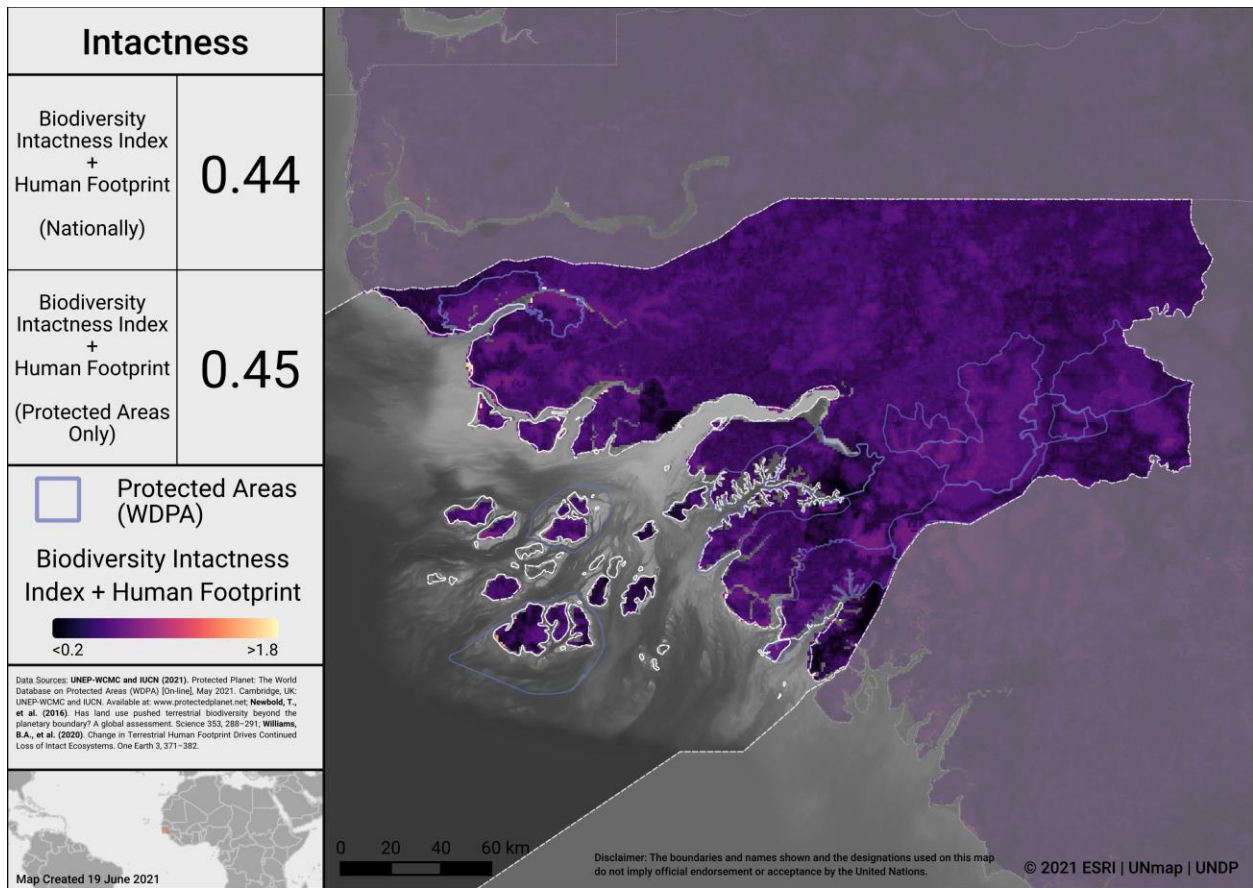 Intactness
Biodiversity
Intactness Index
+
Human Footprint
(Nationally)
0.44
Biodiversity
Intactness Index
+
Human Footprint
(Protected Areas
Only)
0.45
Protected Areas
(WDPA)
Biodiversity Intactness
Index + Human Footprint
<0.2
>1.8
Data Sources: UNEP-WCMC and IUCN (2021). Protected Planet: The World
Database on Protected Areas (WDPA) [On-line], May 2021. Cambridge, UK:
UNEP-WCMC and IUCN. Available at: www.protectedplanet.net; Newbold, T.,
et al. (2016). Has land use pushed terrestrial biodiversity beyond the
planetary boundary? A global assessment. Science 353, 288–291; Williams,
B.A., et al. (2020). Change in Terrestrial Human Footprint Drives Continued
Loss of Intact Ecosystems. One Earth 3, 371–382.
Map Created 19 June 2021
0 20 40 60 km
Disclaimer: The boundaries and names shown and the designations used on this map
do not imply official endorsement or acceptance by the United Nations.
© 2021 ESRI | UNmap | UNDP